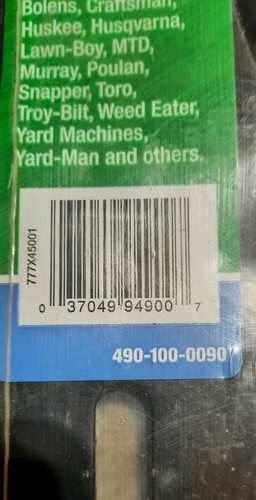 Bolens, Craftsman,
Huskee, Husqvarna,
Lawn-Boy, MTD,
Murray, Poulan,
Snapper, Toro,
Troy-Bilt, Weed Eater,
Yard Machines,
Yard-Man and others.
777X45001
0 37049 94900 7
490-100-0090